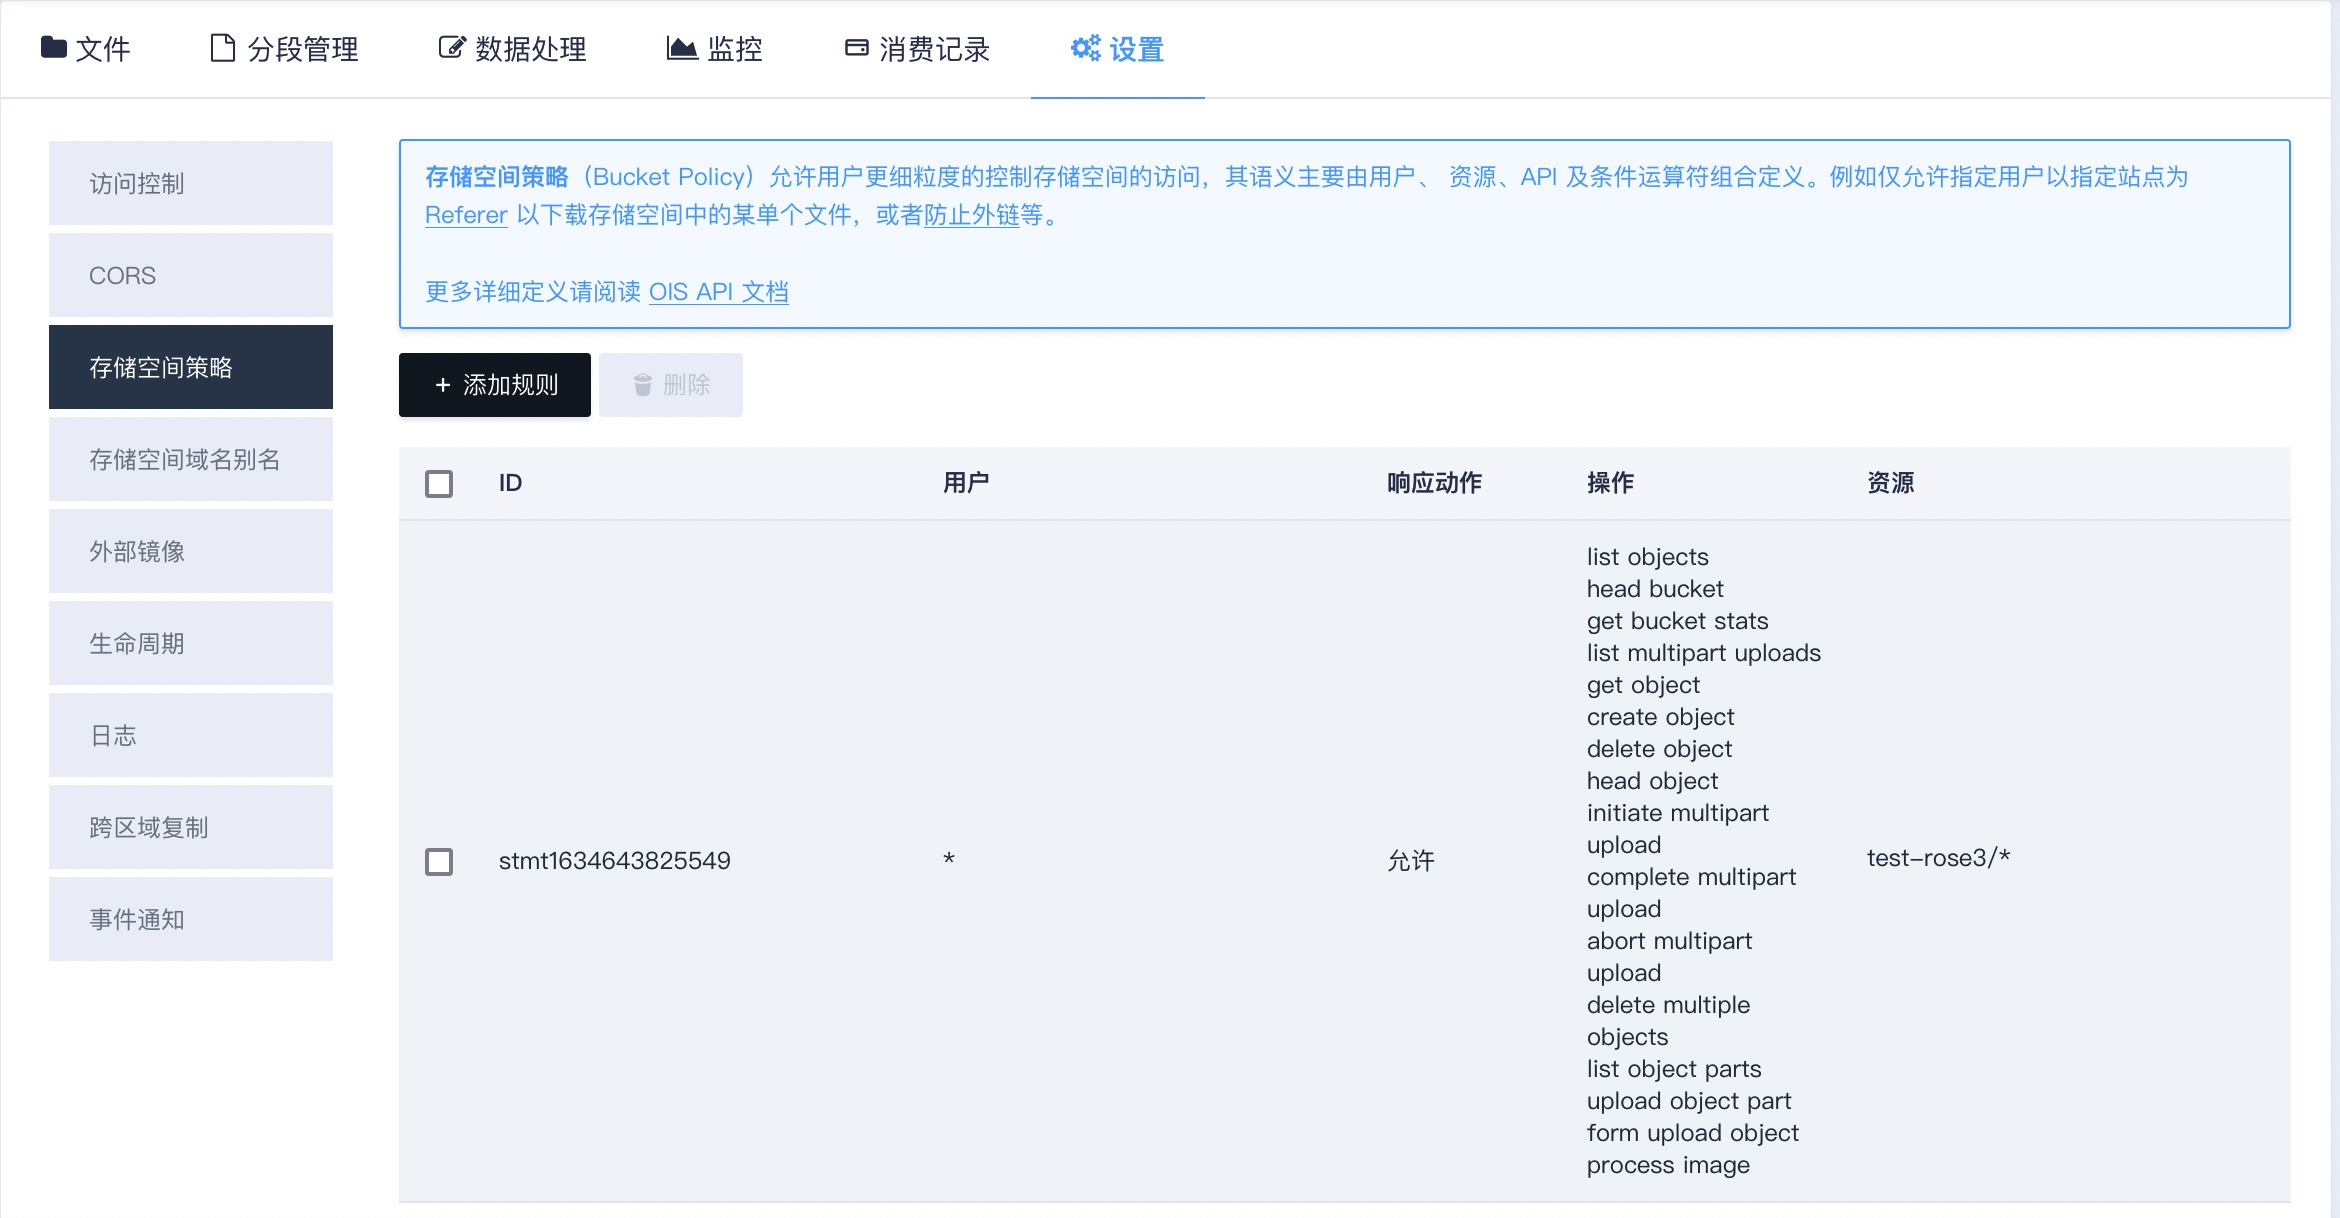 文件 分段管理 数据处理 监控 消费记录 设置
访问控制
CORS
存储空间策略
存储空间域名别名
外部镜像
生命周期
日志
跨区域复制
事件通知
存储空间策略（Bucket Policy）允许用户更细粒度的控制存储空间的访问，其语义主要由用户、 资源、API 及条件运算符组合定义。例如仅允许指定用户以指定站点为
Referer 以下载存储空间中的某单个文件，或者防止外链等。
更多详细定义请阅读 OIS API 文档
+ 添加规则 删除
ID 用户 响应动作 操作 资源
stmt1634643825549 * 允许
list objects
head bucket
get bucket stats
list multipart uploads
get object
create object
delete object
head object
initiate multipart
upload
complete multipart
upload
abort multipart
upload
delete multiple
objects
list object parts
upload object part
form upload object
process image
test-rose3/*